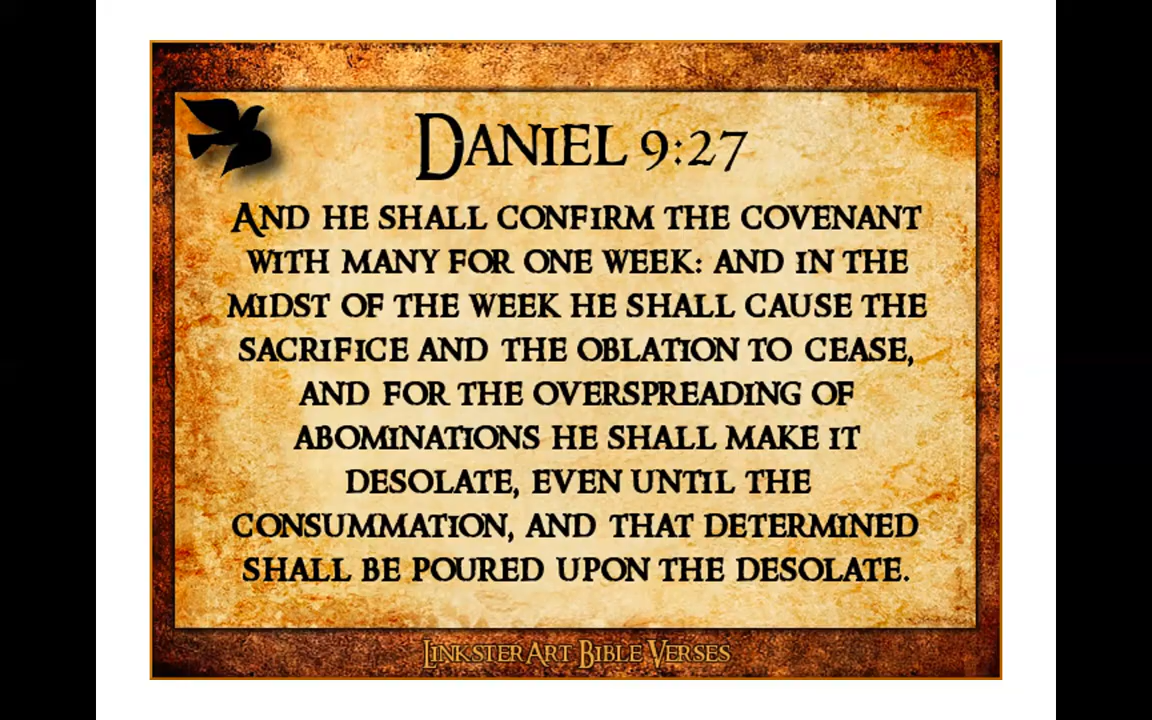 Daniel 9:27
And he shall confirm the covenant
with many for one week: and in the
midst of the week he shall cause the
sacrifice and the oblation to cease,
and for the overspreading of
abominations he shall make it
desolate, even until the
consummation, and that determined
shall be poured upon the desolate.
LinksterArt Bible Verses